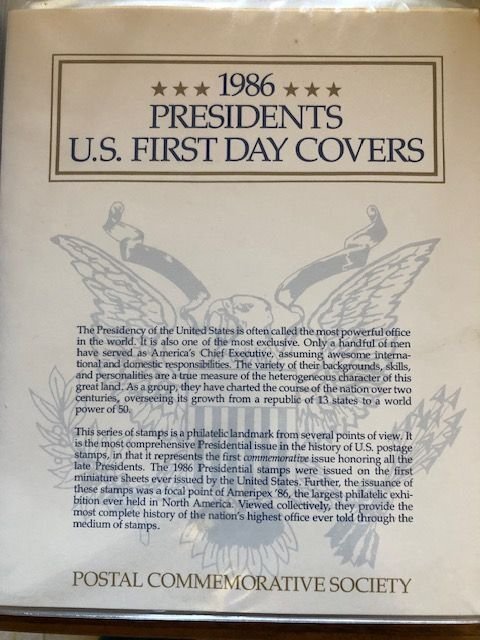 ★★★ 1986 ★★★
PRESIDENTS
U.S. FIRST DAY COVERS
The Presidency of the United States is often called the most powerful office
in the world. It is also one of the most exclusive. Only a handful of men
have served as America's Chief Executive, assuming awesome interna-
tional and domestic responsibilities. The variety of their backgrounds, skills,
and personalities are a true measure of the heterogeneous character of this
great land. As a group, they have charted the course of the nation over two
centuries, overseeing its growth from a republic of 13 states to a world
power of 50.
This series of stamps is a philatelic landmark from several points of view. It
is the most comprehensive Presidential issue in the history of U.S. postage
stamps, in that it represents the first commemorative issue honoring all the
late Presidents. The 1986 Presidential stamps were issued on the first
miniature sheets ever issued by the United States. Further, the issuance of
these stamps was a focal point of Ameripex '86, the largest philatelic exhi-
bition ever held in North America. Viewed collectively, they provide the
most complete history of the nation's highest office ever told through the
medium of stamps.
POSTAL COMMEMORATIVE SOCIETY